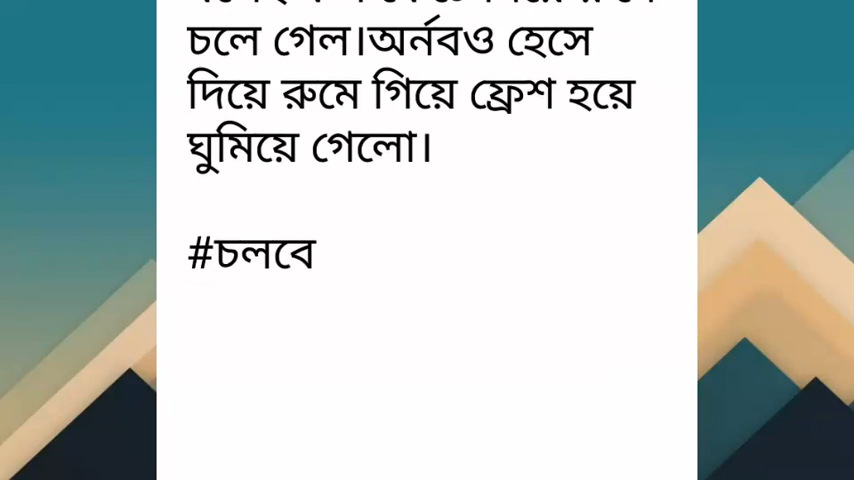 চলে গেল।অর্নবও হেসে
দিয়ে রুমে গিয়ে ফ্রেশ হয়ে
ঘুমিয়ে গেলো।
#চলবে